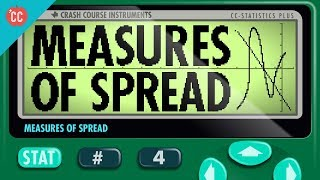 CC
CRASH COURSE INSTRUMENTS
CC-STATISTICS PLUS
MEASURES
OF SPREAD
MEASURES OF SPREAD
STAT
#
4